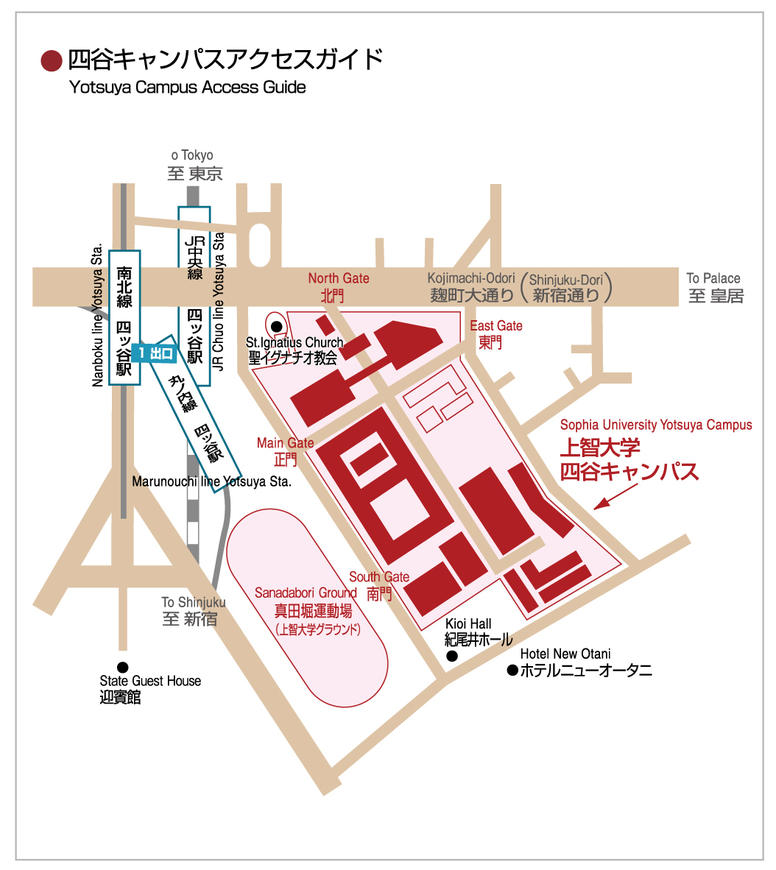 四谷キャンパスアクセスガイド
Yotsuya Campus Access Guide
o Tokyo
至 東京
JR中央線 四ッ谷駅
JR Chuo line Yotsuya Sta
南北線 四ッ谷駅
Nanboku line Yotsuya Sta.
1 出口
丸ノ内線 四ッ谷駅
Marunouchi line Yotsuya Sta.
North Gate
北門
Kojimachi-Odori (Shinjuku-Dori)
麹町大通り(新宿通り)
To Palace
至 皇居
East Gate
東門
St.Ignatius Church
聖イグナチオ教会
Main Gate
正門
Sophia University Yotsuya Campus
上智大学
四谷キャンパス
South Gate
南門
Sanadabori Ground
真田堀運動場
(上智大学グラウンド)
To Shinjuku
至 新宿
Kioi Hall
紀尾井ホール
Hotel New Otani
ホテルニューオータニ
State Guest House
迎賓館